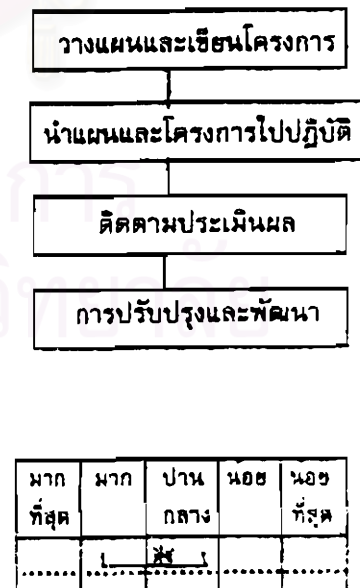 วางแผนและเขียนโครงการ
นำแผนและโครงการไปปฏิบัติ
ติดตามประเมินผล
การปรับปรุงและพัฒนา
มาก มาก ปาน น้อย น้อย
ที่สุด กลาง ที่สุด